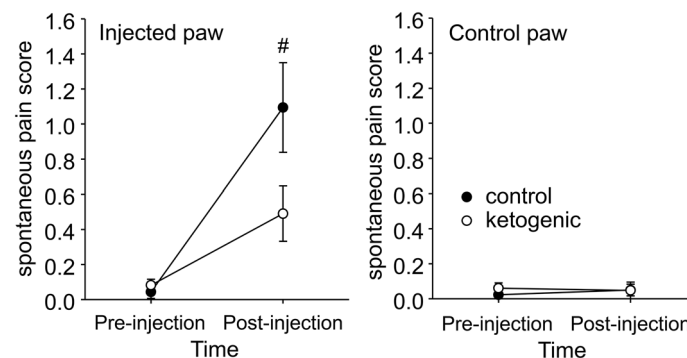 Injected paw
#
spontaneous pain score
1.6
1.4
1.2
1.0
0.8
0.6
0.4
0.2
0.0
Pre-injection Post-injection
Time
Control paw
spontaneous pain score
1.6
1.4
1.2
1.0
0.8
0.6
0.4
0.2
0.0
control
ketogenic
Pre-injection Post-injection
Time